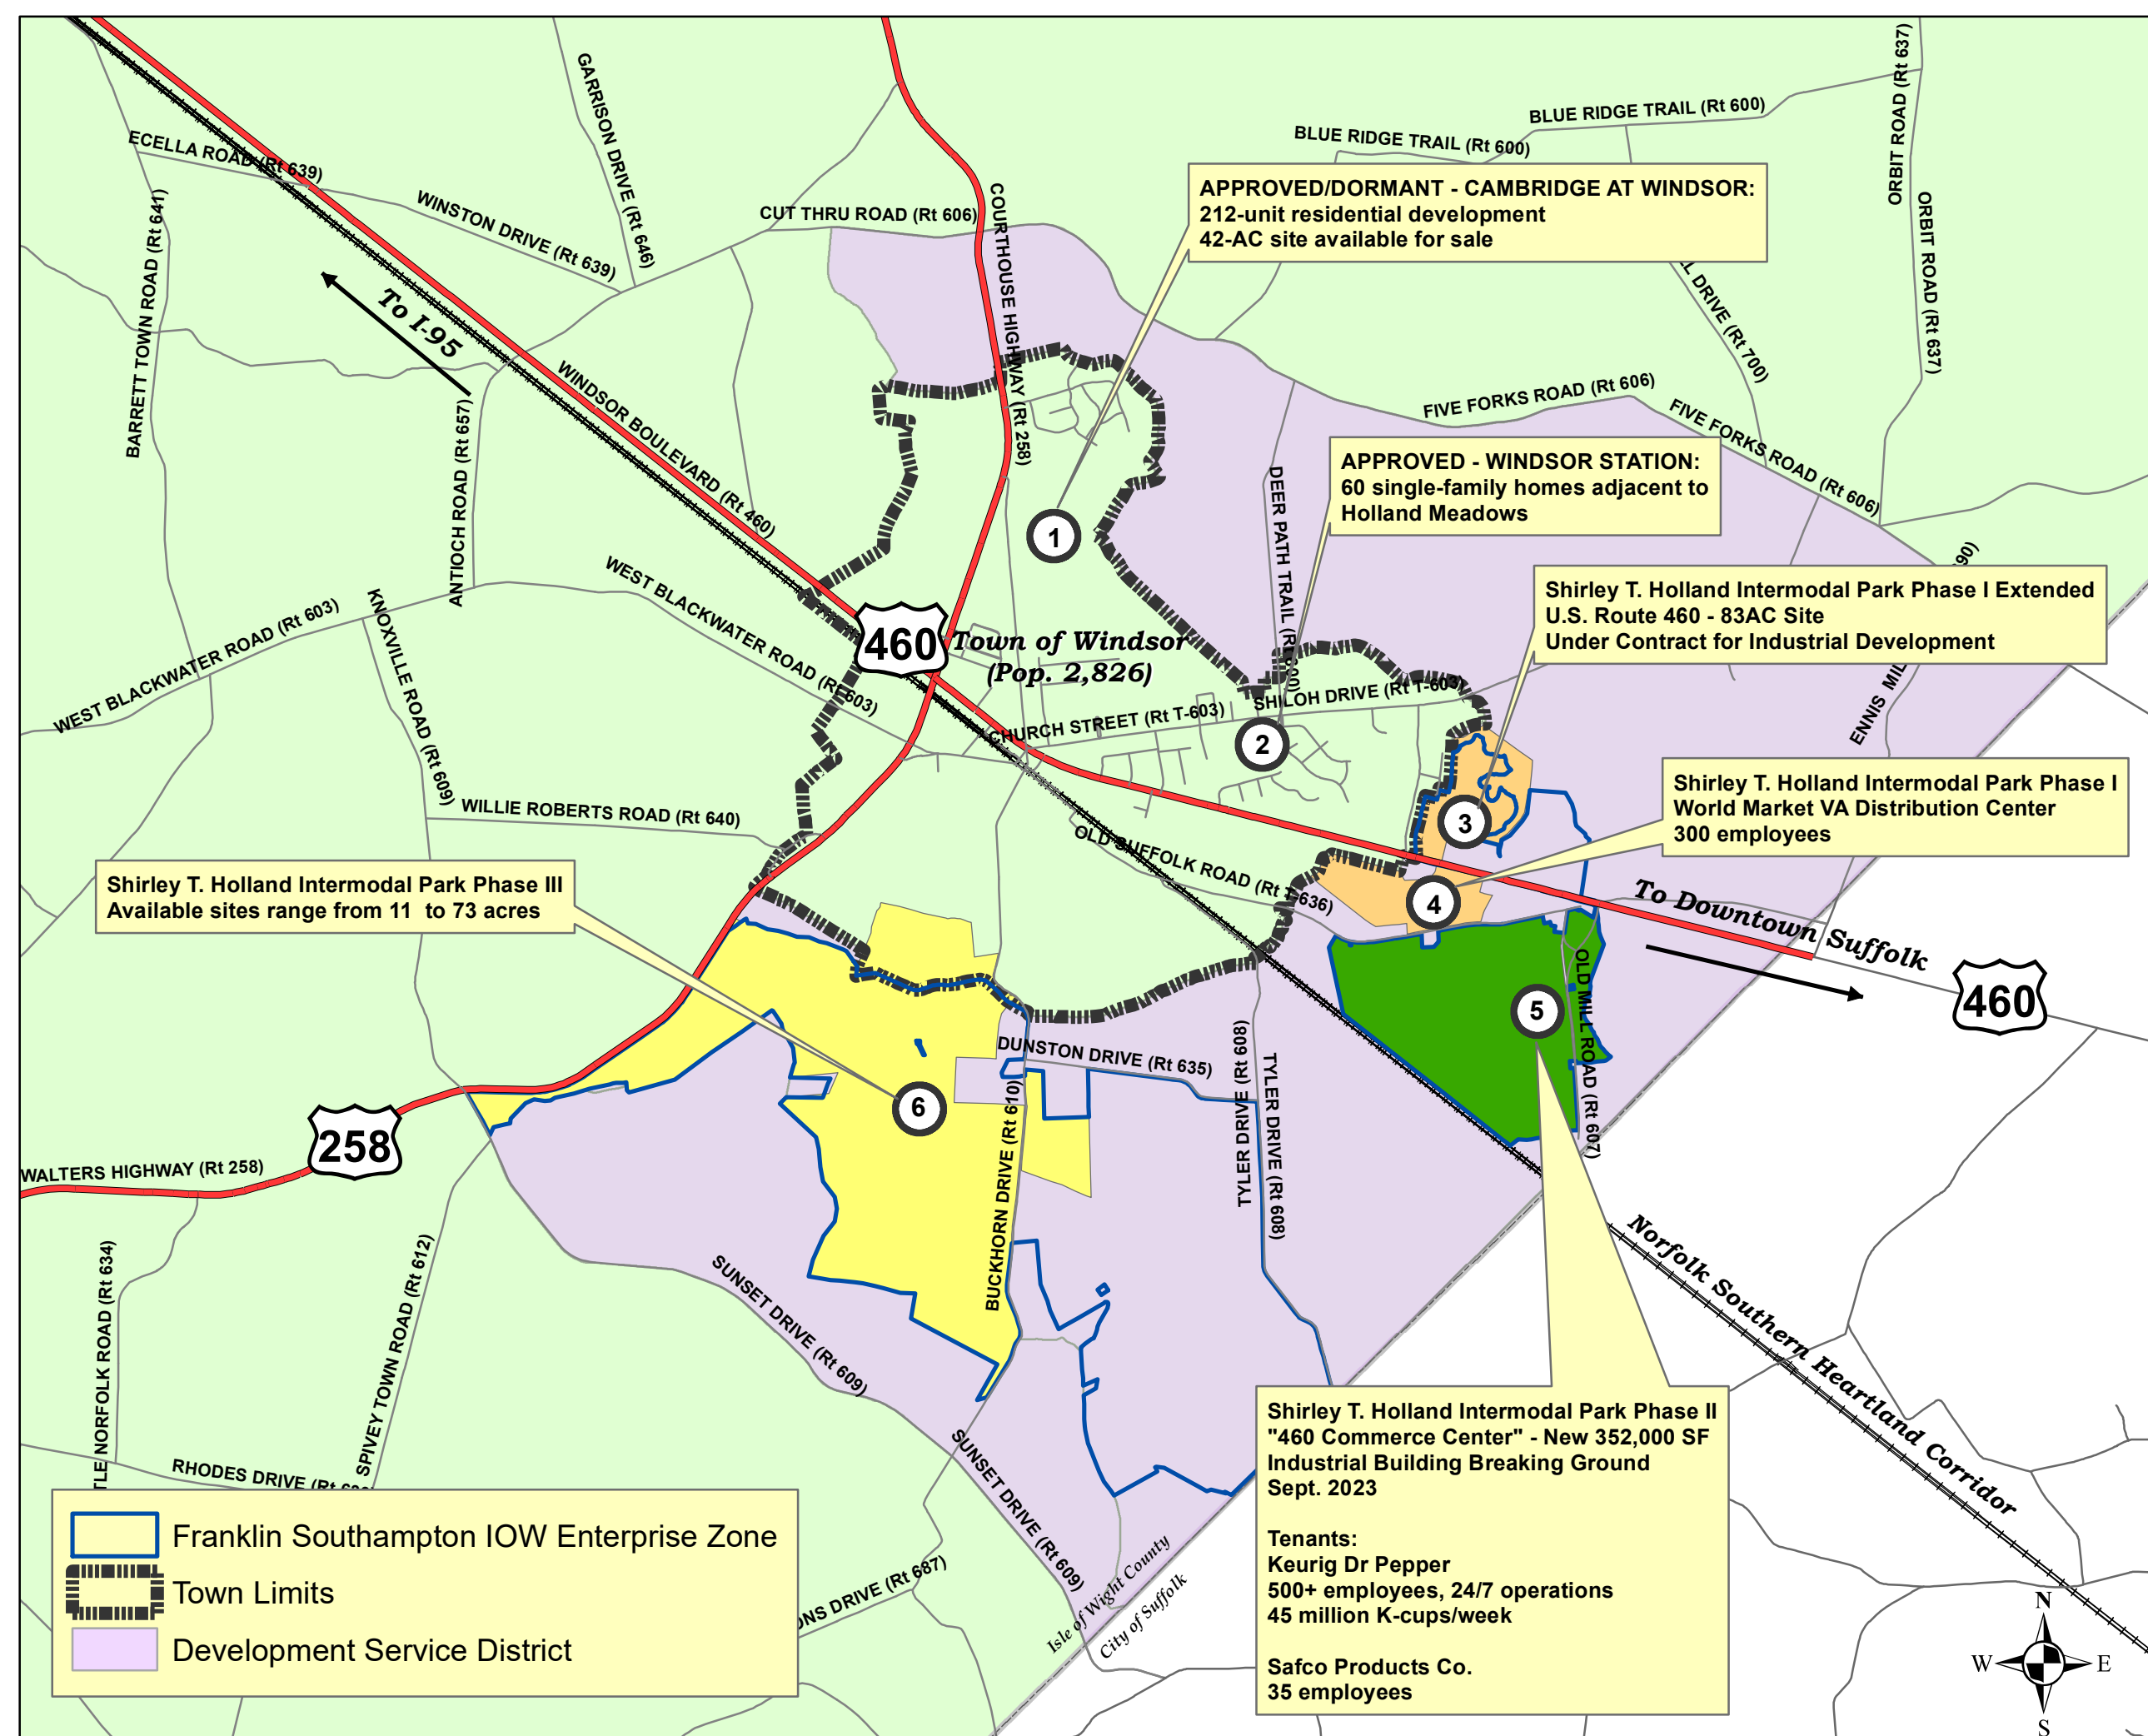 ORBIT ROAD (Rt 637)
BLUE RIDGE TRAIL (Rt 600)
BLUE RIDGE TRAIL (Rt 600)
GARRISON DRIVE (Rt 646)
ECELLA ROAD (Rt 639)
WINSTON DRIVE (Rt 639)
CUT THRU ROAD (Rt 606)
COURTHOUSE HIGHWAY (Rt 258)
BARRETT TOWN ROAD (Rt 641)
ORBIT ROAD (Rt 637)
APPROVED/DORMANT - CAMBRIDGE AT WINDSOR:
212-unit residential development
42-AC site available for sale
DRIVE (Rt 700)
To I-95
WINDSOR BOULEVARD (Rt 460)
ANTIOCH ROAD (Rt 657)
FIVE FORKS ROAD (Rt 606)
FIVE FORKS ROAD (Rt 606)
DEER PATH TRAIL
APPROVED - WINDSOR STATION:
60 single-family homes adjacent to
Holland Meadows
1
WEST BLACKWATER ROAD (Rt 603)
WEST BLACKWATER ROAD (Rt 603)
KNOXVILLE ROAD (Rt 609)
Shirley T. Holland Intermodal Park Phase I Extended
U.S. Route 460 - 83AC Site
Under Contract for Industrial Development
460
Town of Windsor
(Pop. 2,826)
ENNIS
SHILOH DRIVE (Rt T-603)
CHURCH STREET (Rt T-603)
2
Shirley T. Holland Intermodal Park Phase I
World Market VA Distribution Center
300 employees
3
WILLIE ROBERTS ROAD (Rt 640)
OLD SUFFOLK ROAD (Rt T-636)
4
Shirley T. Holland Intermodal Park Phase III
Available sites range from 11 to 73 acres
To Downtown Suffolk
460
OLD MILL ROAD (Rt 607)
5
DUNSTON DRIVE (Rt 635)
TYLER DRIVE (Rt 608)
TYLER DRIVE (Rt 608)
6
BUCKHORN DRIVE (Rt 610)
258
WALTERS HIGHWAY (Rt 258)
NORFOLK ROAD (Rt 634)
SPIVEY TOWN ROAD (Rt 612)
SUNSET DRIVE (Rt 609)
SUNSET DRIVE (Rt 609)
Norfolk Southern Heartland Corridor
RHODES DRIVE
Shirley T. Holland Intermodal Park Phase II
"460 Commerce Center" - New 352,000 SF
Industrial Building Breaking Ground
Sept. 2023
Tenants:
Keurig Dr Pepper
500+ employees, 24/7 operations
45 million K-cups/week
Safco Products Co.
35 employees
Franklin Southampton IOW Enterprise Zone
Town Limits
Development Service District
DRIVE (Rt 687)
Isle of Wight County
City of Suffolk
N
W
E
S